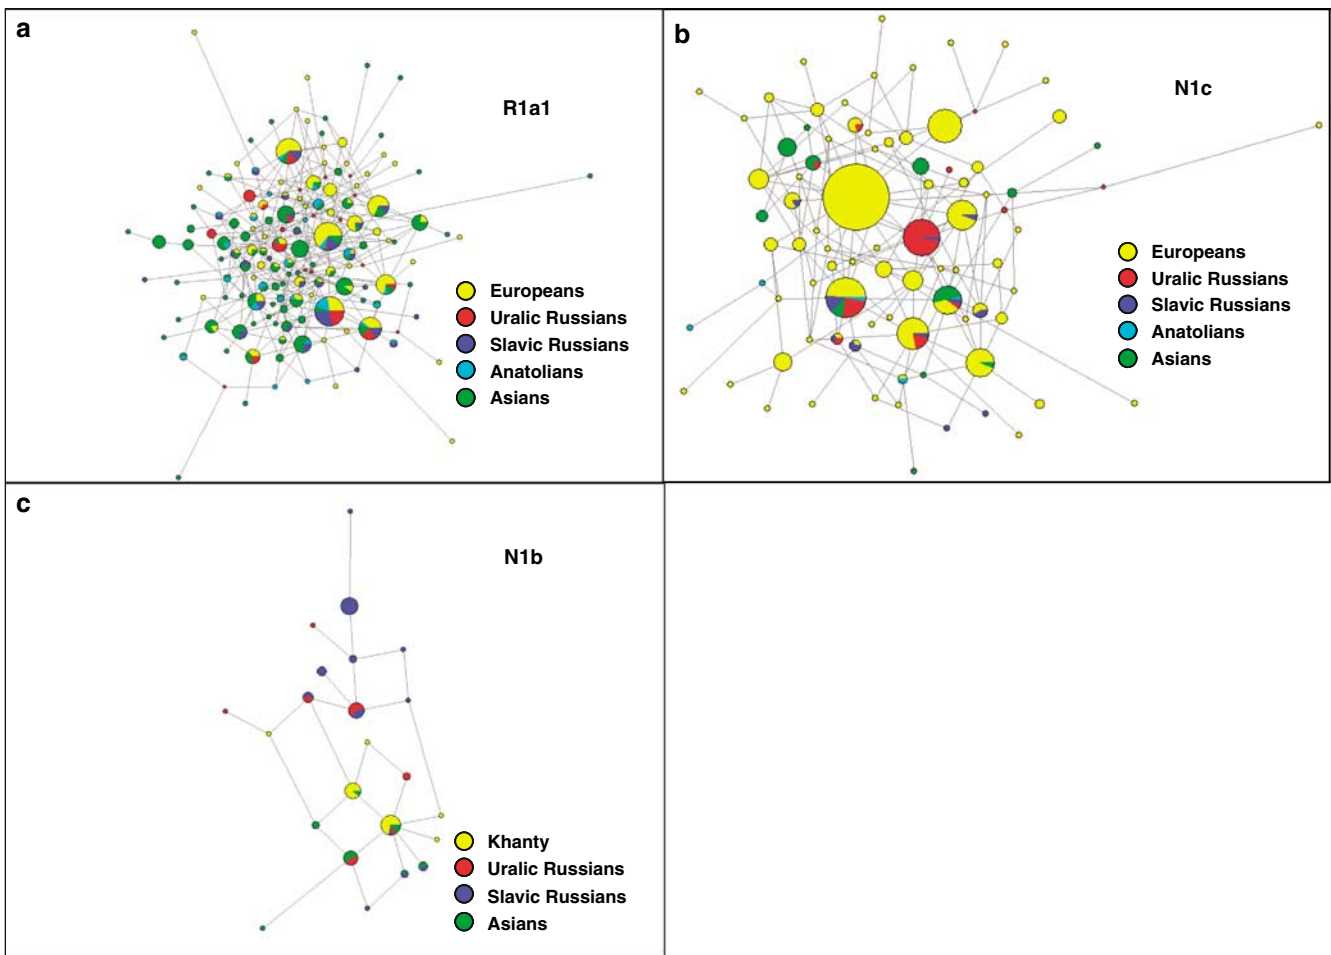 a
R1a1
Europeans
Uralic Russians
Slavic Russians
Anatolians
Asians
b
N1c
Europeans
Uralic Russians
Slavic Russians
Anatolians
Asians
c
N1b
Khanty
Uralic Russians
Slavic Russians
Asians